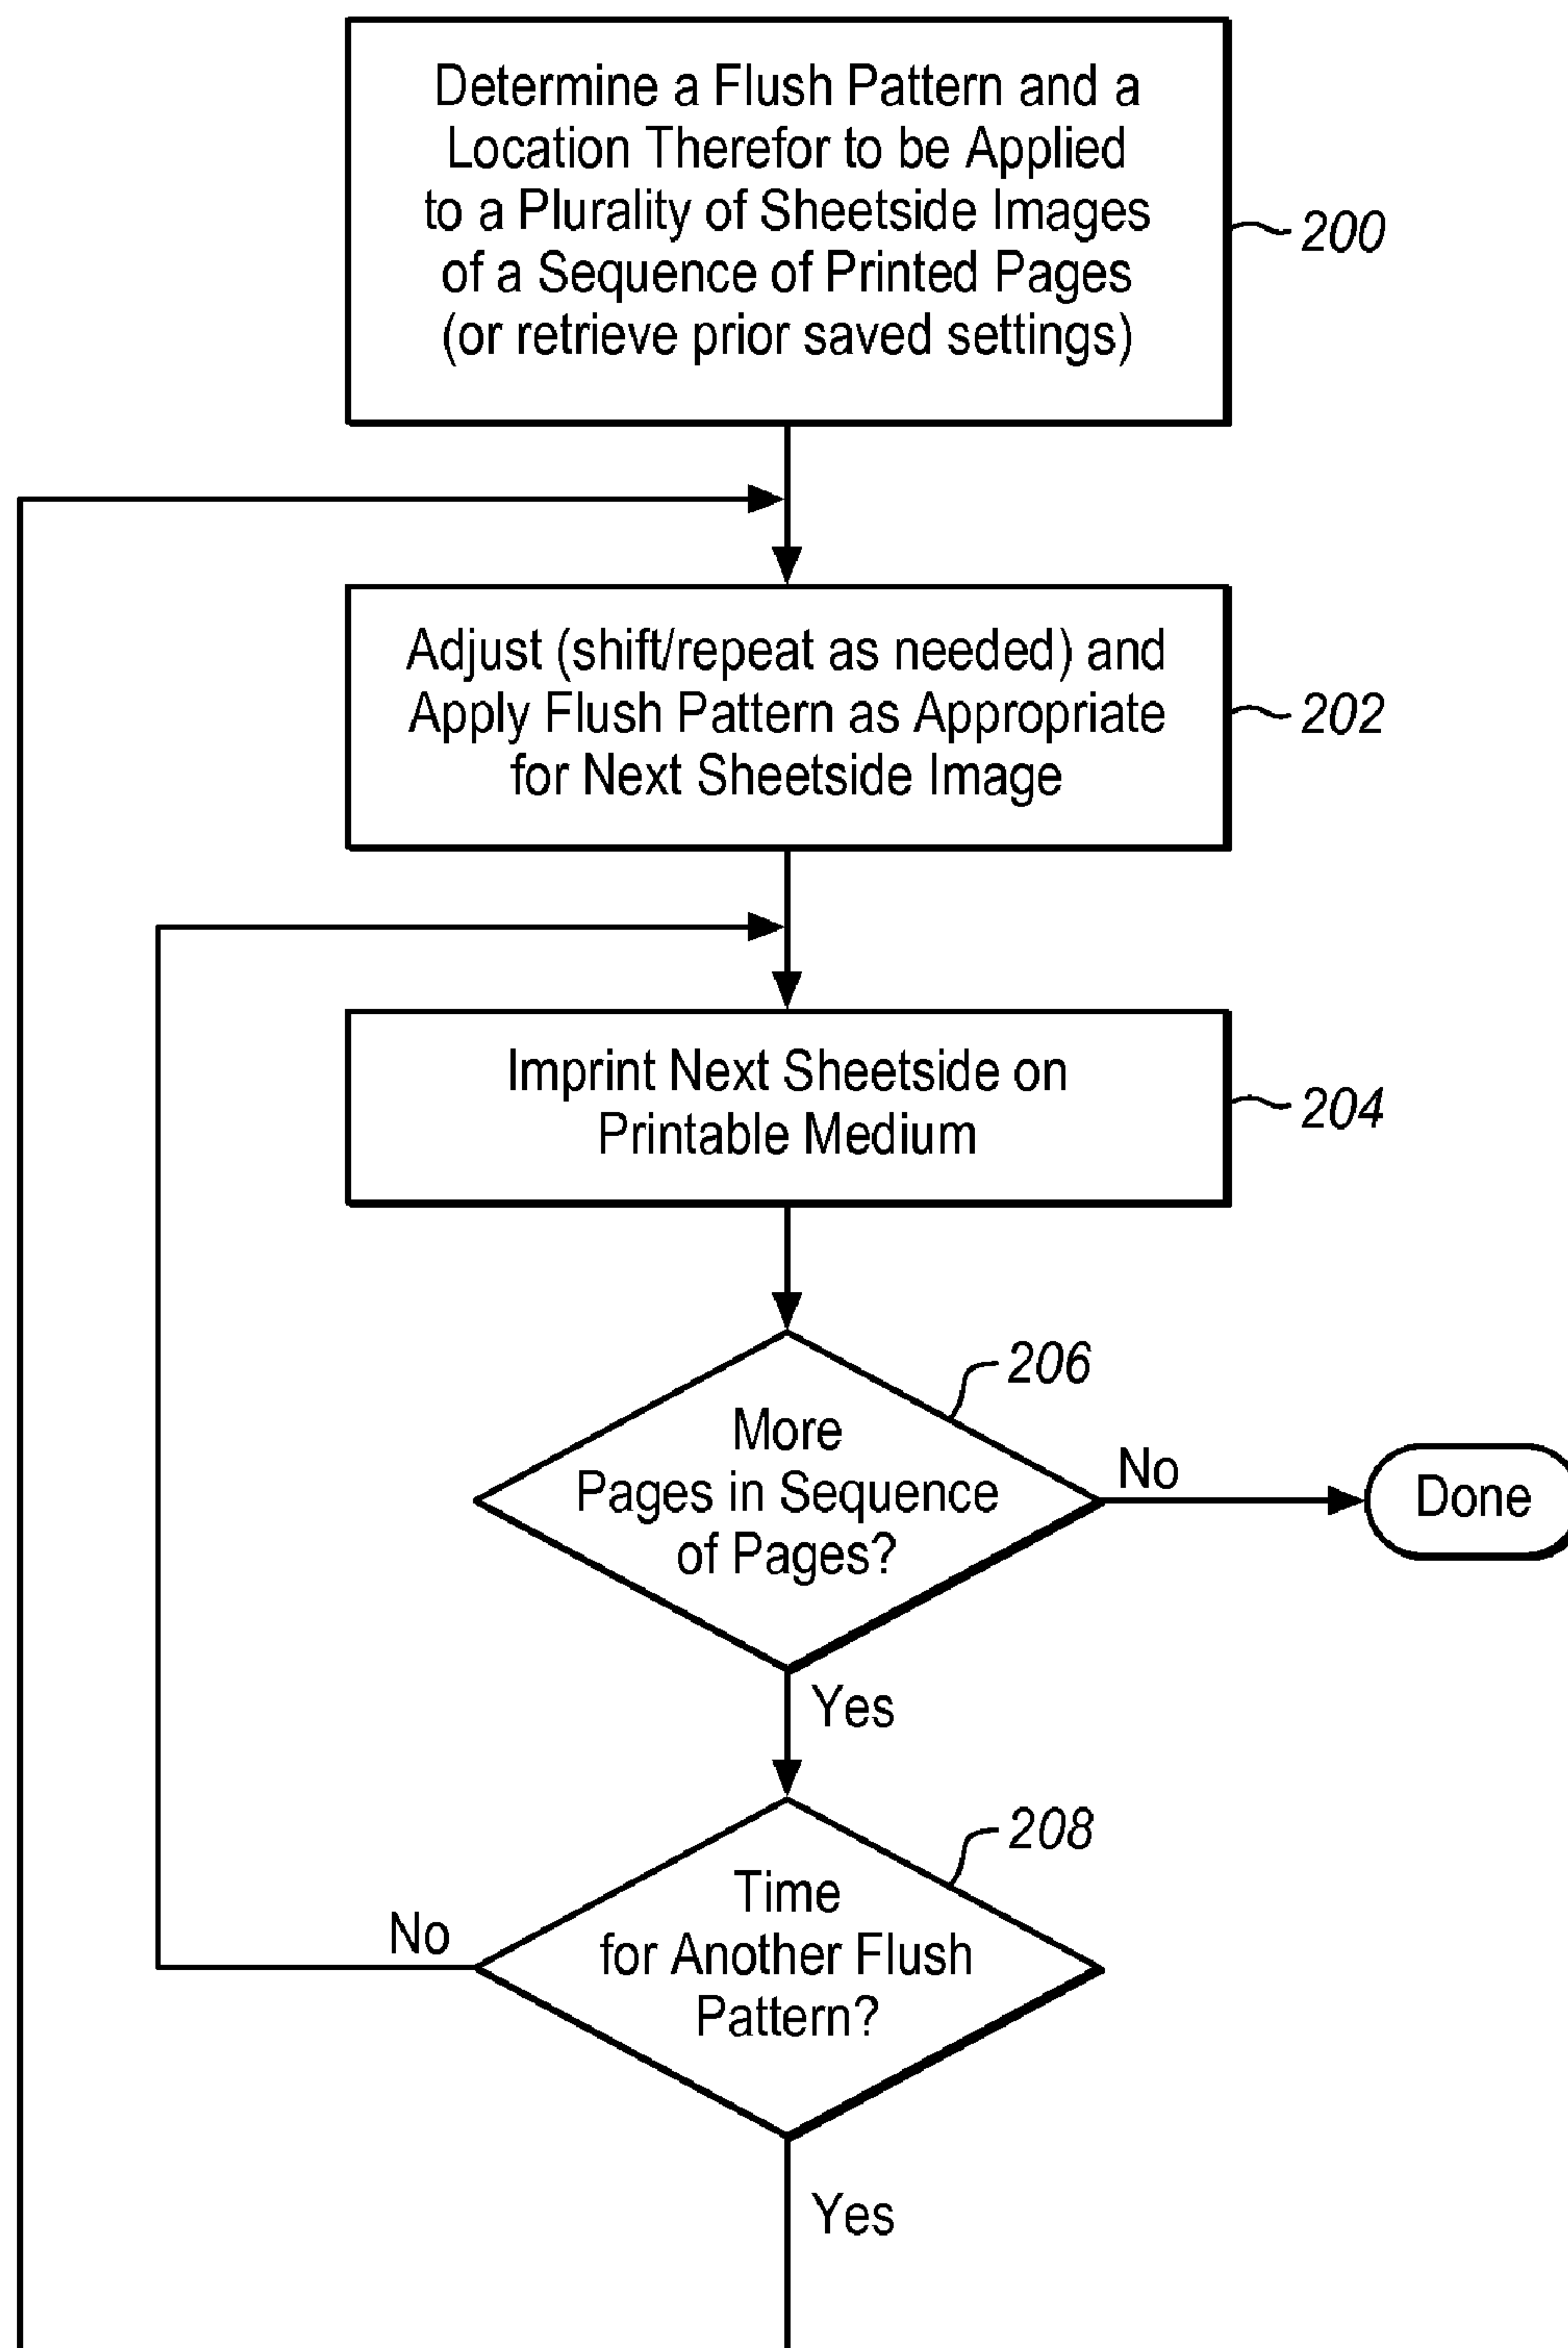 Determine a Flush Pattern and a
Location Therefor to be Applied
to a Plurality of Sheetside Images
of a Sequence of Printed Pages
(or retrieve prior saved settings)
200
Adjust (shift/repeat as needed) and
Apply Flush Pattern as Appropriate
for Next Sheetside Image
202
Imprint Next Sheetside on
Printable Medium
204
206
More
Pages in Sequence
of Pages?
No
Done
Yes
208
Time
for Another Flush
Pattern?
No
Yes